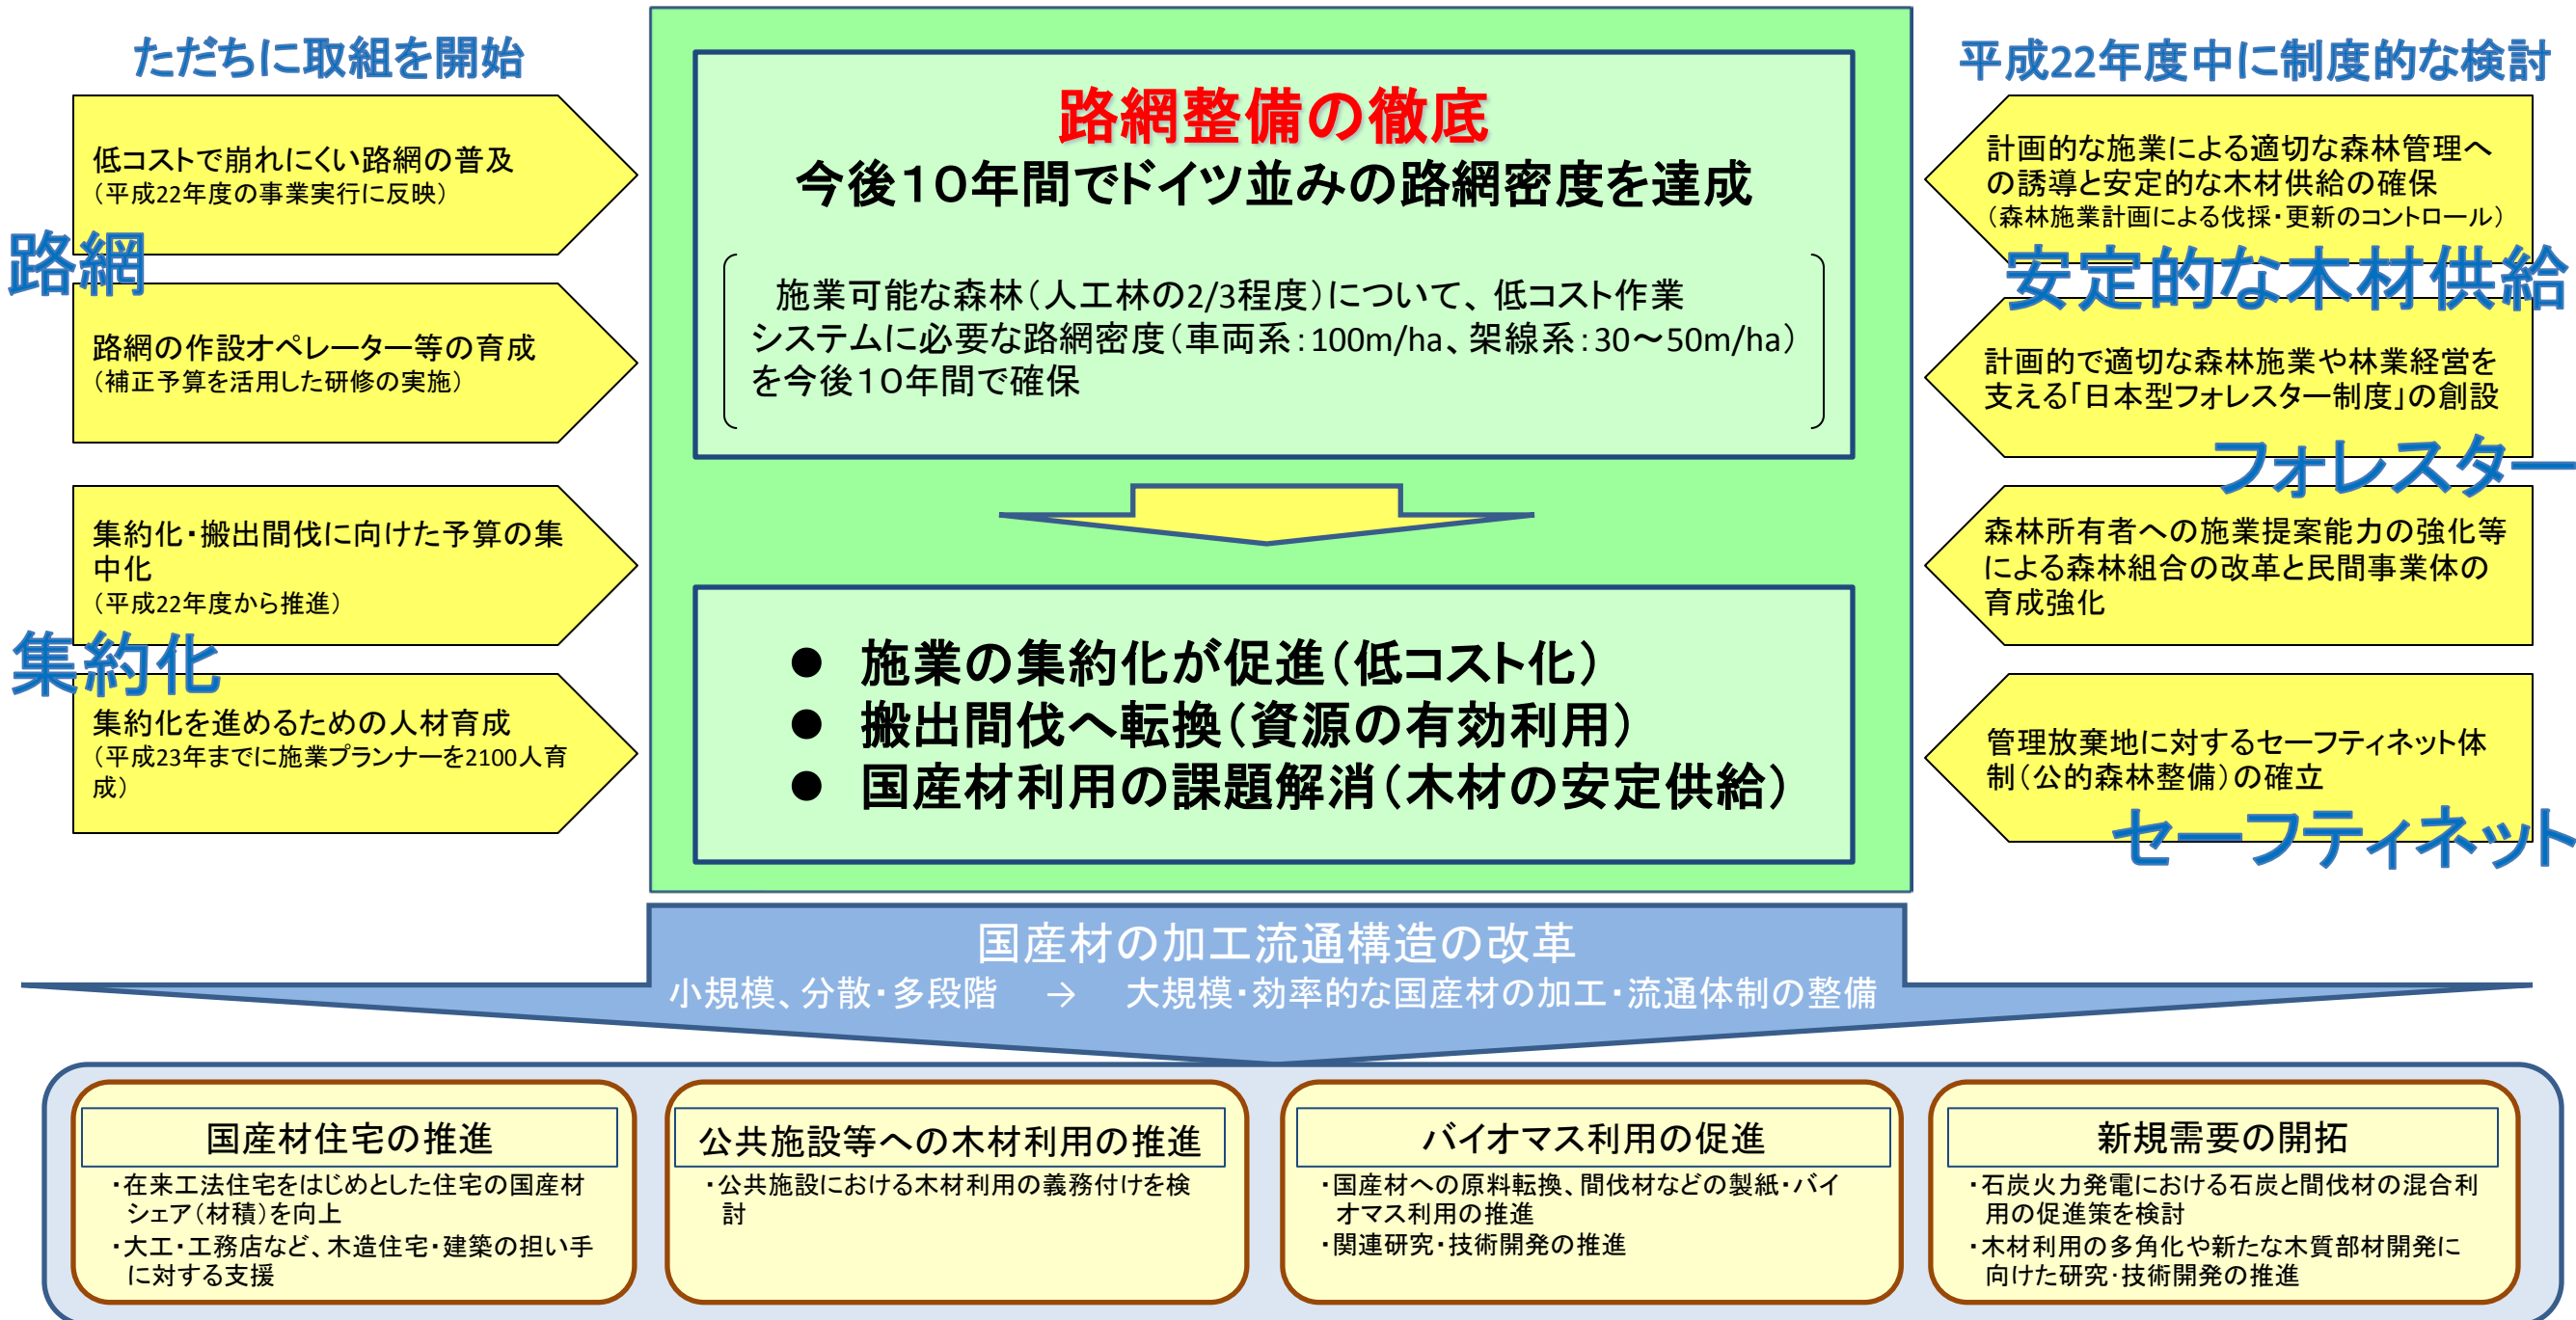 ただちに取組を開始
低コストで崩れにくい路網の普及
（平成22年度の事業実行に反映）
路網
路網の作設オペレーター等の育成
（補正予算を活用した研修の実施）
集約化・搬出間伐に向けた予算の集
中化
（平成22年度から推進）
集約化
集約化を進めるための人材育成
（平成23年までに施業プランナーを2100人育
成）
路網整備の徹底
今後１０年間でドイツ並みの路網密度を達成
施業可能な森林（人工林の2/3程度）について、低コスト作業
システムに必要な路網密度（車両系：100m/ha、架線系：30～50m/ha）
を今後１０年間で確保
● 施業の集約化が促進（低コスト化）
● 搬出間伐へ転換（資源の有効利用）
● 国産材利用の課題解消（木材の安定供給）
平成22年度中に制度的な検討
計画的な施業による適切な森林管理へ
の誘導と安定的な木材供給の確保
（森林施業計画による伐採・更新のコントロール）
安定的な木材供給
計画的で適切な森林施業や林業経営を
支える「日本型フォレスター制度」の創設
フォレスター
森林所有者への施業提案能力の強化等
による森林組合の改革と民間事業体の
育成強化
管理放棄地に対するセーフティネット体
制（公的森林整備）の確立
セーフティネット
国産材の加工流通構造の改革
小規模、分散・多段階 → 大規模・効率的な国産材の加工・流通体制の整備
国産材住宅の推進
・在来工法住宅をはじめとした住宅の国産材
シェア（材積）を向上
・大工・工務店など、木造住宅・建築の担い手
に対する支援
公共施設等への木材利用の推進
・公共施設における木材利用の義務付けを検
討
バイオマス利用の促進
・国産材への原料転換、間伐材などの製紙・バイ
オマス利用の推進
・関連研究・技術開発の推進
新規需要の開拓
・石炭火力発電における石炭と間伐材の混合利
用の促進策を検討
・木材利用の多角化や新たな木質部材開発に
向けた研究・技術開発の推進